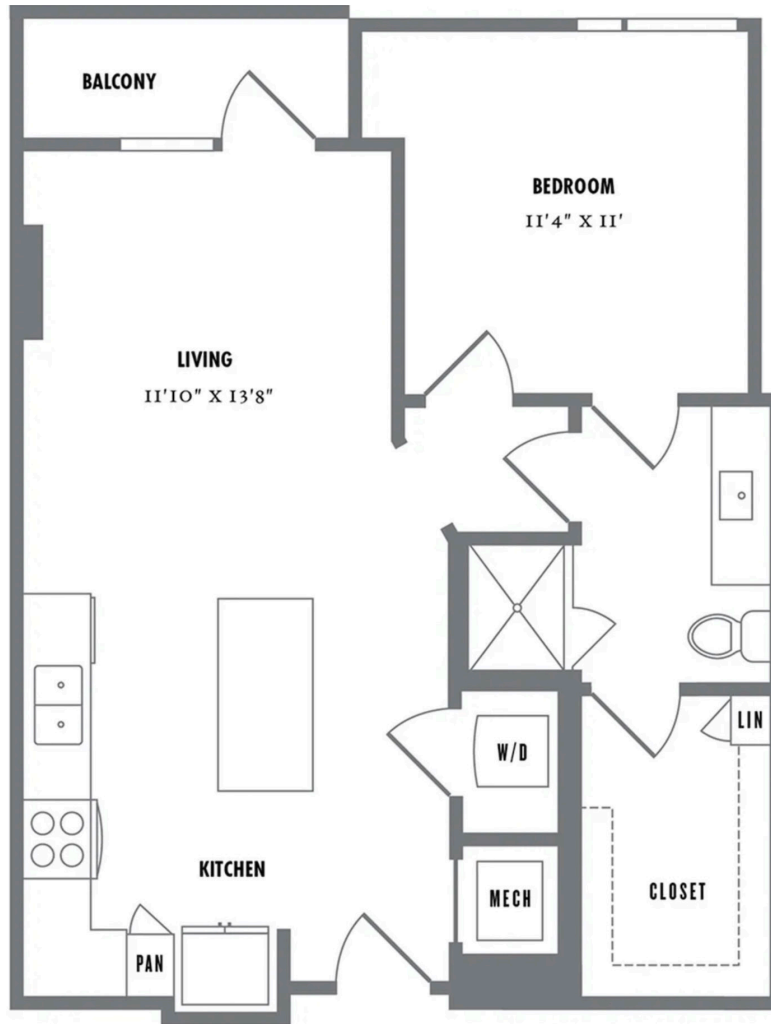 BALCONY
BEDROOM
11'4" X 11'
LIVING
11'10" X 13'8"
LIN
W/D
KITCHEN
MECH
CLOSET
PAN